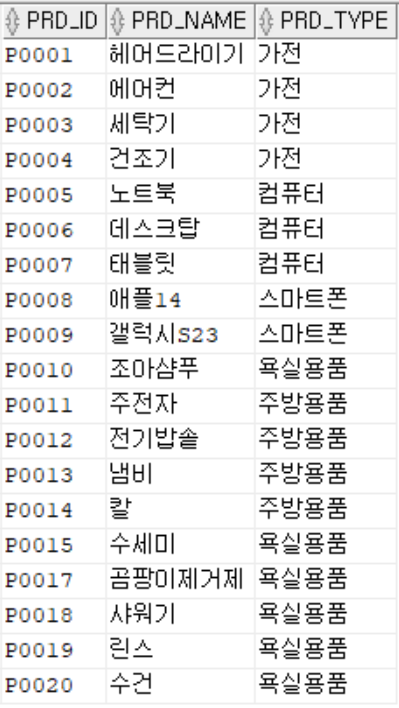 PRD_ID PRD_NAME PRD_TYPE
P0001 헤어드라이기 가전
P0002 에어컨 가전
P0003 세탁기 가전
P0004 건조기 가전
P0005 노트북 컴퓨터
P0006 데스크탑 컴퓨터
P0007 태블릿 컴퓨터
P0008 애플14 스마트폰
P0009 갤럭시S23 스마트폰
P0010 조아샴푸 욕실용품
P0011 주전자 주방용품
P0012 전기밥솥 주방용품
P0013 냄비 주방용품
P0014 칼 주방용품
P0015 수세미 욕실용품
P0017 곰팡이제거제 욕실용품
P0018 샤워기 욕실용품
P0019 린스 욕실용품
P0020 수건 욕실용품